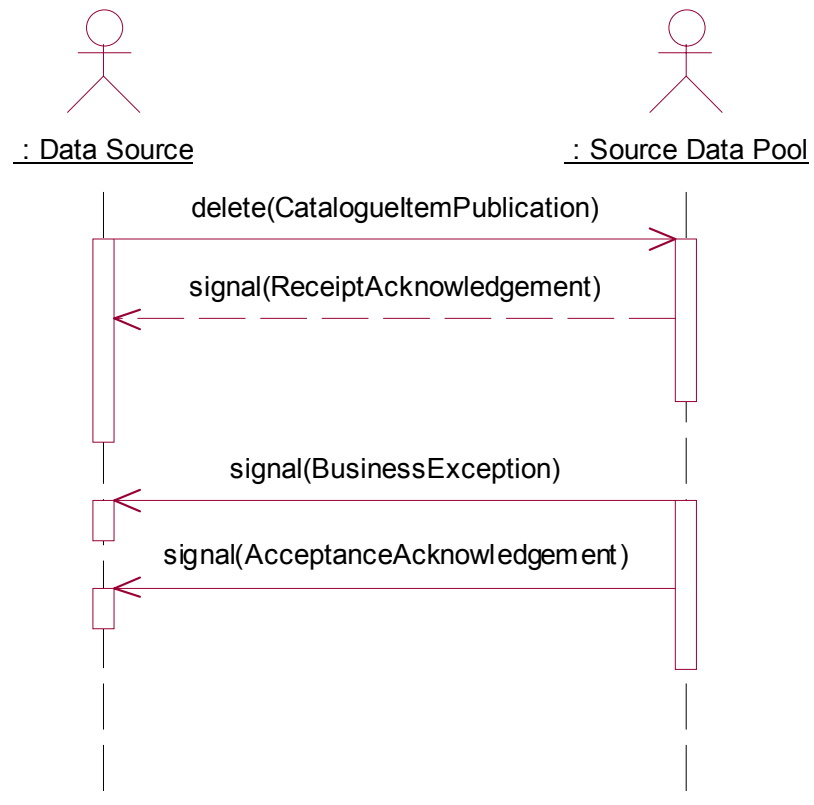 : Data Source
: Source Data Pool
delete(CatalogueItemPublication)
signal(ReceiptAcknowledgement)
signal(BusinessException)
signal(AcceptanceAcknowledgement)